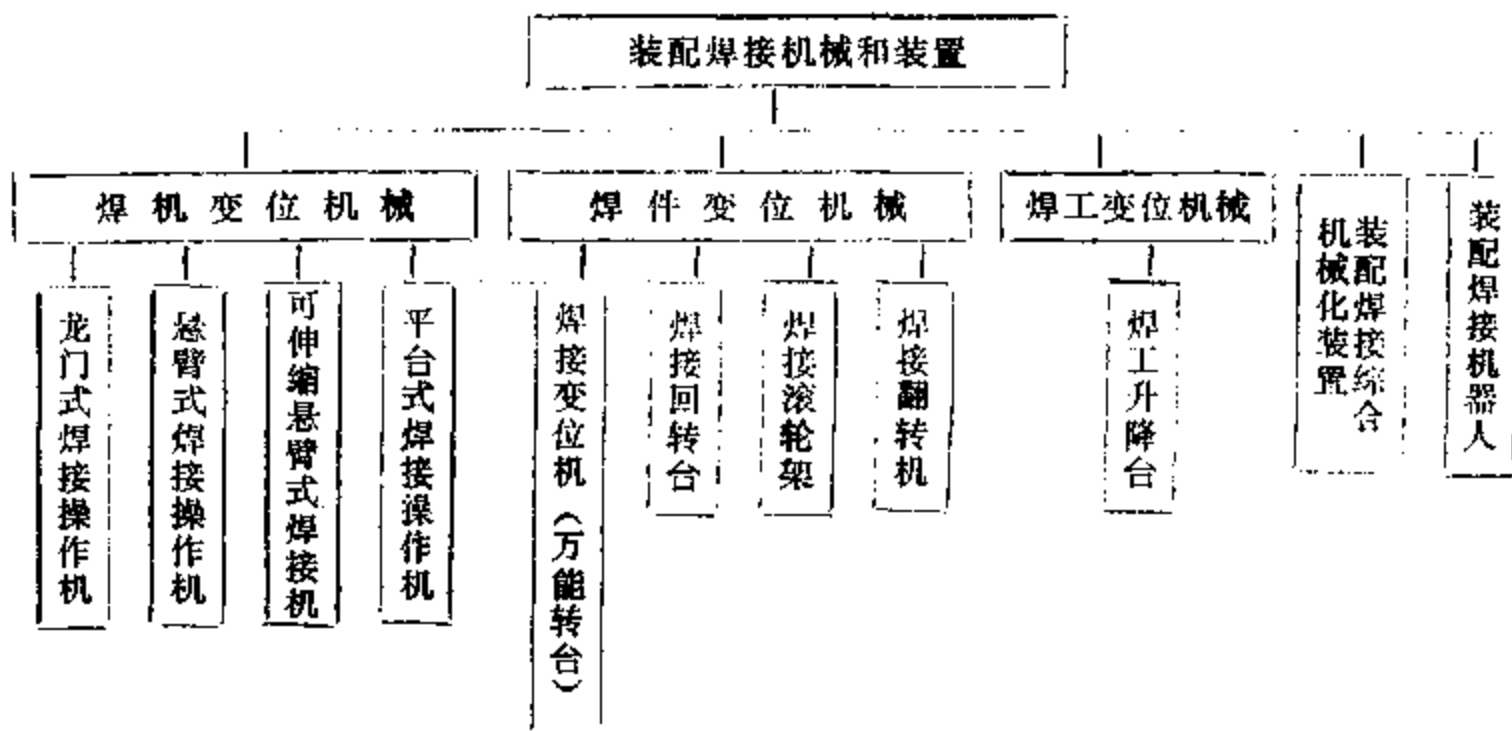 装配焊接机械和装置
焊机变位机械
焊件变位机械
焊工变位机械
装配焊接综合
机械化装置
装配焊接机器人
龙门式焊接操作机
悬臂式焊接操作机
可伸缩悬臂式焊接机
平台式焊接操作机
焊接变位机（万能转台）
焊接回转台
焊接滚轮架
焊接翻转机
焊工升降台